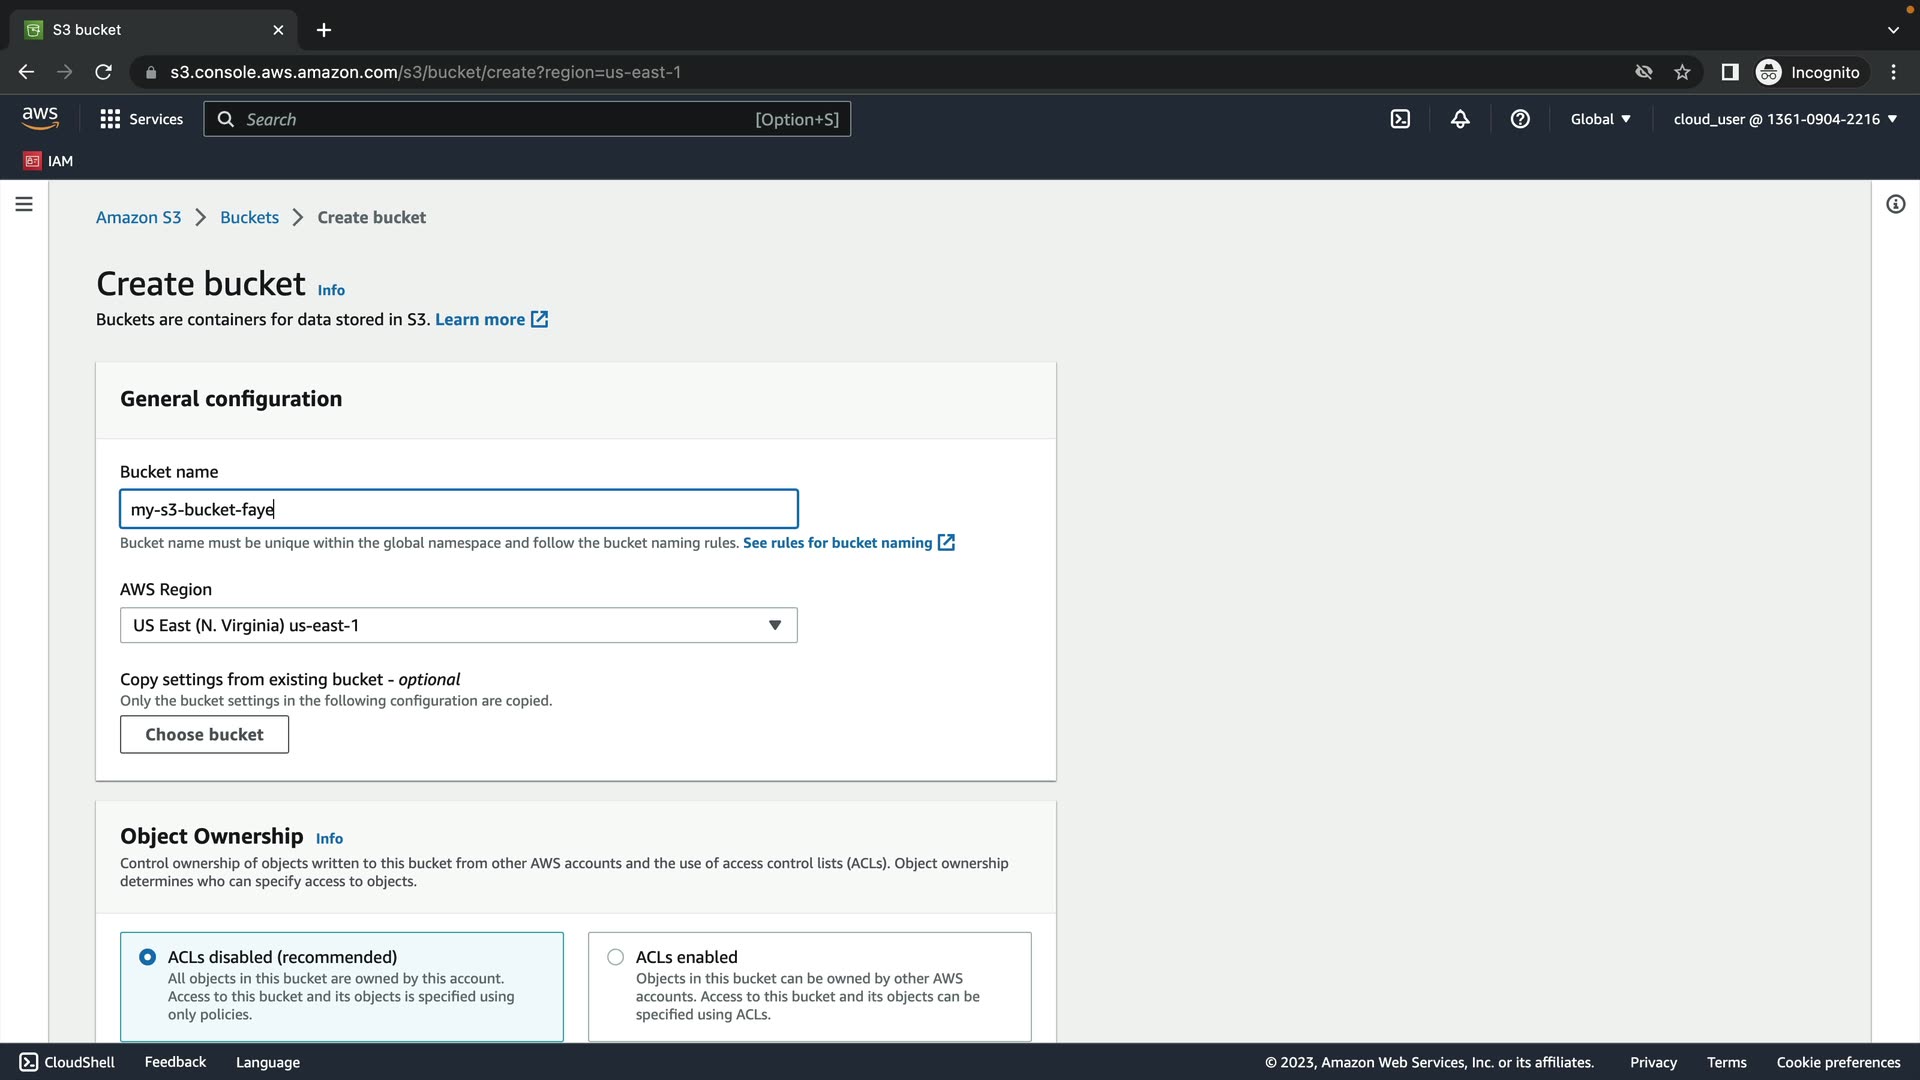 S3 bucket
s3.console.aws.amazon.com/s3/bucket/create?region=us-east-1
Incognito
aws
Services
Search
[Option+S]
Global
cloud_user @ 1361-0904-2216
IAM
Amazon S3 > Buckets > Create bucket
Create bucket Info
Buckets are containers for data stored in S3. Learn more
General configuration
Bucket name
my-s3-bucket-faye
Bucket name must be unique within the global namespace and follow the bucket naming rules. See rules for bucket naming
AWS Region
US East (N. Virginia) us-east-1
Copy settings from existing bucket - optional
Only the bucket settings in the following configuration are copied.
Choose bucket
Object Ownership Info
Control ownership of objects written to this bucket from other AWS accounts and the use of access control lists (ACLs). Object ownership
determines who can specify access to objects.
ACLs disabled (recommended)
All objects in this bucket are owned by this account.
Access to this bucket and its objects is specified using
only policies.
ACLs enabled
Objects in this bucket can be owned by other AWS
accounts. Access to this bucket and its objects can be
specified using ACLs.
CloudShell
Feedback
Language
© 2023, Amazon Web Services, Inc. or its affiliates.
Privacy
Terms
Cookie preferences